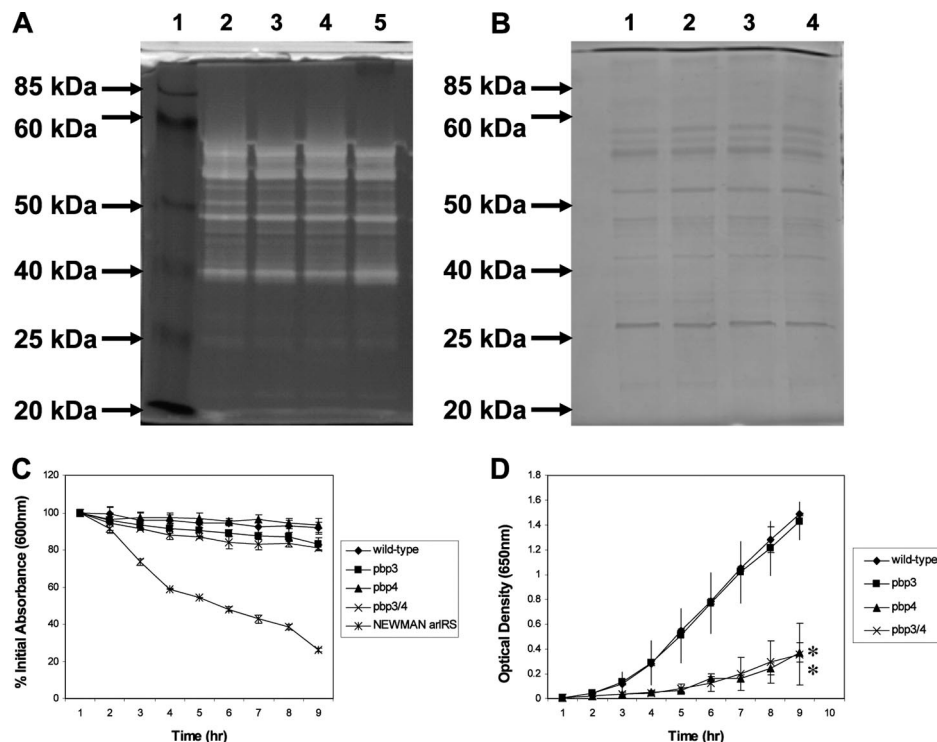 A
1 2 3 4 5
85 kDa
60 kDa
50 kDa
40 kDa
25 kDa
20 kDa
B
1 2 3 4
85 kDa
60 kDa
50 kDa
40 kDa
25 kDa
20 kDa
C
% Initial Absorbance (600nm)
120
100
80
60
40
20
0
1 2 3 4 5 6 7 8 9
Time (hr)
wild-type
pbp3
pbp4
pbp3/4
NEWMAN arlRS
D
Optical Density (650nm)
1.8
1.6
1.4
1.2
1
0.8
0.6
0.4
0.2
0
1 2 3 4 5 6 7 8 9 10
Time (hr)
*
*
wild-type
pbp3
pbp4
pbp3/4